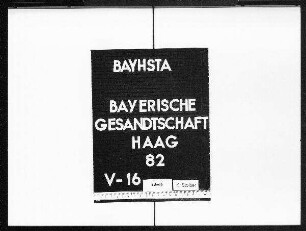 BAYHSTA
BAYERISCHE
GESANDTSCHAFT
HAAG
82
V-16